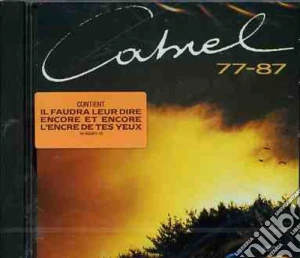 Cabrel
77-87
CONTIENT
IL FAUDRA LEUR DIRE
ENCORE ET ENCORE
L'ENCRE DE TES YEUX